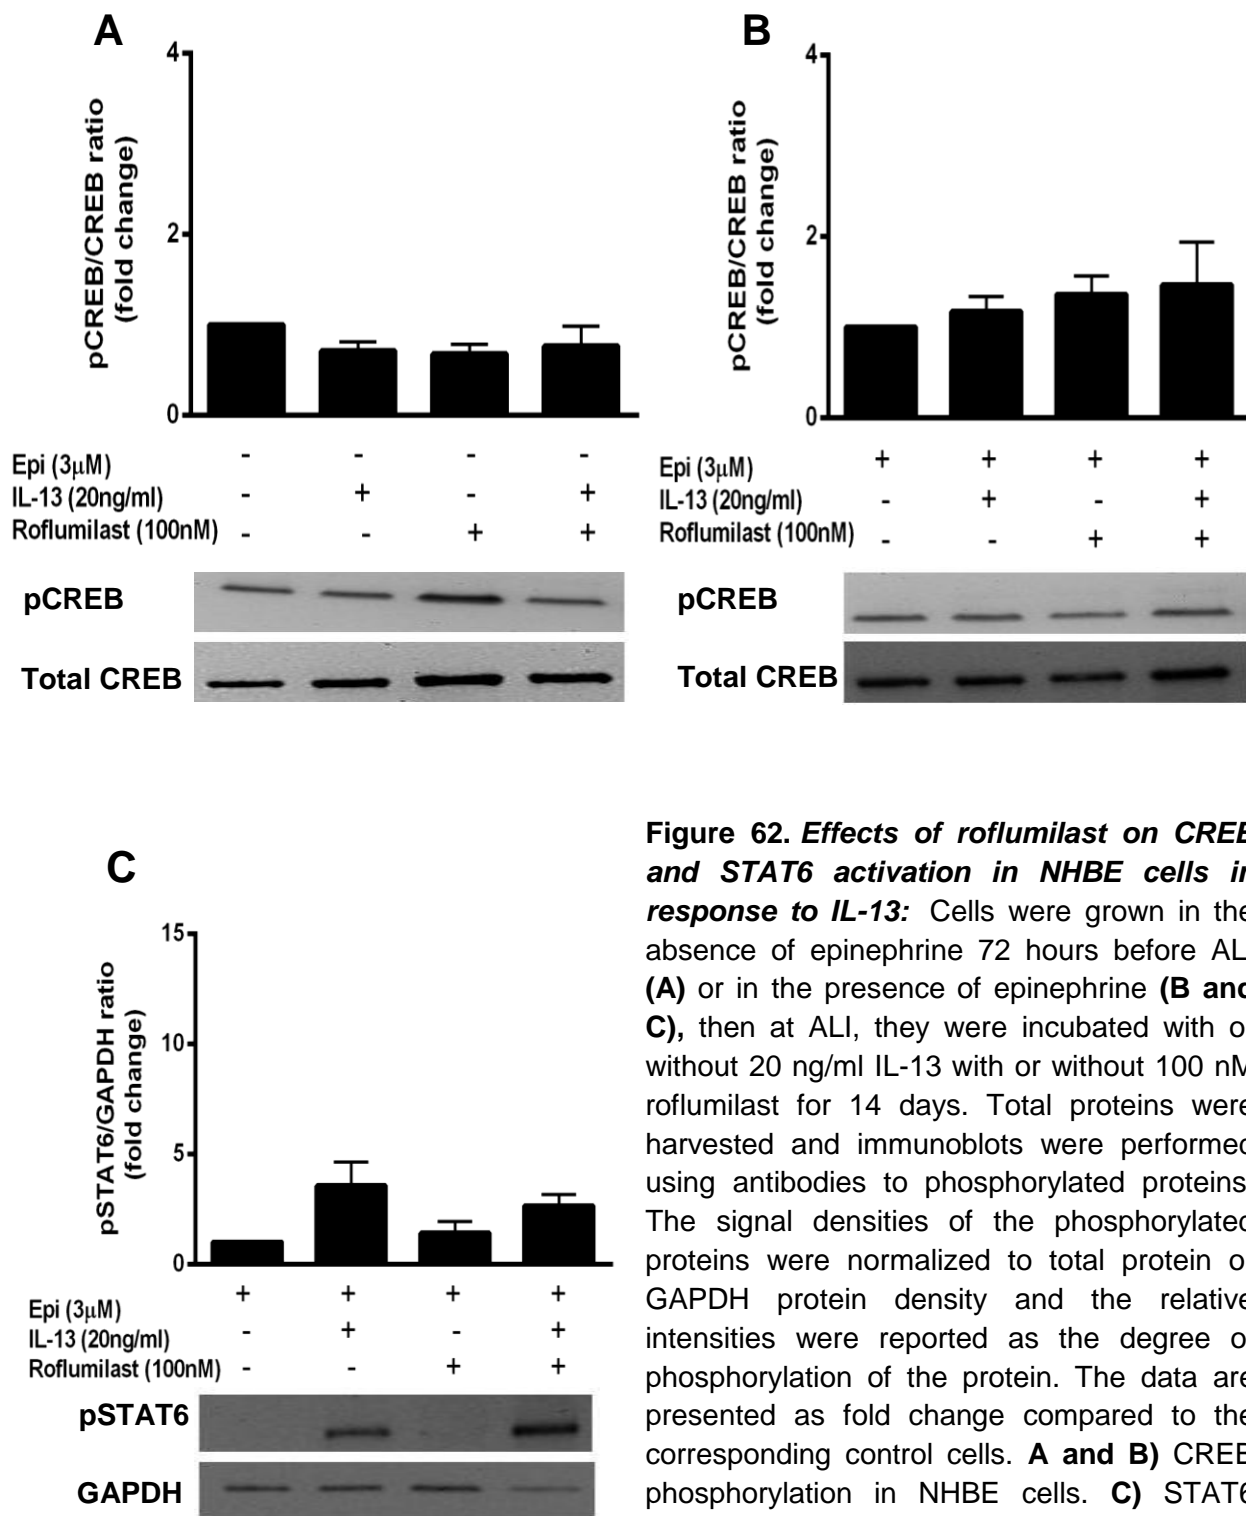 A
4
2
0
pCREB/CREB ratio
(fold change)
Epi (3μM) - - - -
IL-13 (20ng/ml) - + - +
Roflumilast (100nM) - - + +
pCREB
Total CREB
B
4
2
0
pCREB/CREB ratio
(fold change)
Epi (3μM) + + + +
IL-13 (20ng/ml) - + - +
Roflumilast (100nM) - - + +
pCREB
Total CREB
C
15
10
5
0
pSTAT6/GAPDH ratio
(fold change)
Epi (3μM) + + + +
IL-13 (20ng/ml) - + - +
Roflumilast (100nM) - - + +
pSTAT6
GAPDH
Figure 62. Effects of roflumilast on CREB
and STAT6 activation in NHBE cells in
response to IL-13: Cells were grown in the
absence of epinephrine 72 hours before ALI
(A) or in the presence of epinephrine (B and
C), then at ALI, they were incubated with or
without 20 ng/ml IL-13 with or without 100 nM
roflumilast for 14 days. Total proteins were
harvested and immunoblots were performed
using antibodies to phosphorylated proteins.
The signal densities of the phosphorylated
proteins were normalized to total protein or
GAPDH protein density and the relative
intensities were reported as the degree of
phosphorylation of the protein. The data are
presented as fold change compared to the
corresponding control cells. A and B) CREB
phosphorylation in NHBE cells. C) STAT6